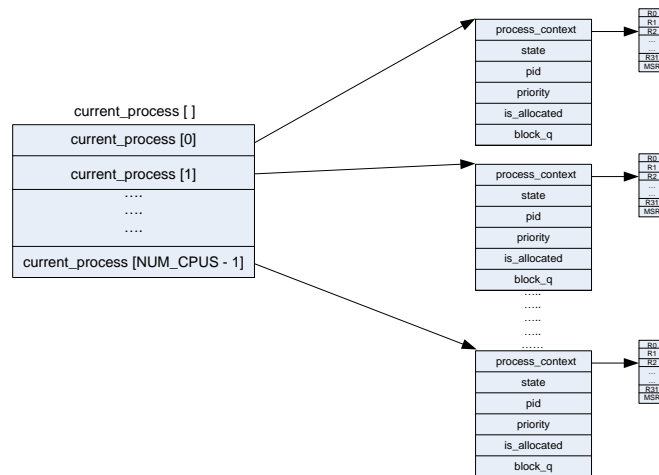 current_process [ ]
current_process [0]
current_process [1]
....
....
....
current_process [NUM_CPUS - 1]
process_context
state
pid
priority
is_allocated
block_q
R0
R1
R2
...
...
R31
MSR
process_context
state
pid
priority
is_allocated
block_q
R0
R1
R2
...
...
R31
MSR
.....
.....
.....
.....
......
process_context
state
pid
priority
is_allocated
block_q
R0
R1
R2
...
...
R31
MSR